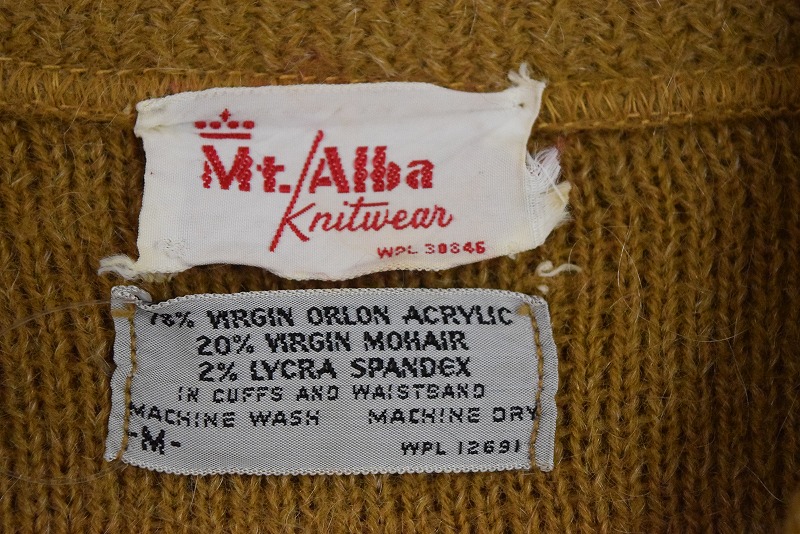 Mt./Alba
Knitwear
WPL 30846
78% VIRGIN ORLON ACRYLIC
20% VIRGIN MOHAIR
2% LYCRA SPANDEX
IN CUFFS AND WAISTBAND
MACHINE WASH MACHINE DRY
-M-
WPL 12691